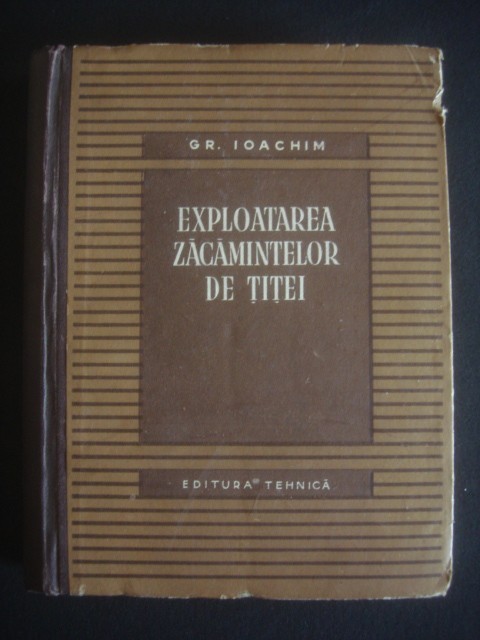 GR. IOACHIM
EXPLOATAREA
ZĂCĂMINTELOR
DE ȚIȚEI
EDITURA TEHNICĂ